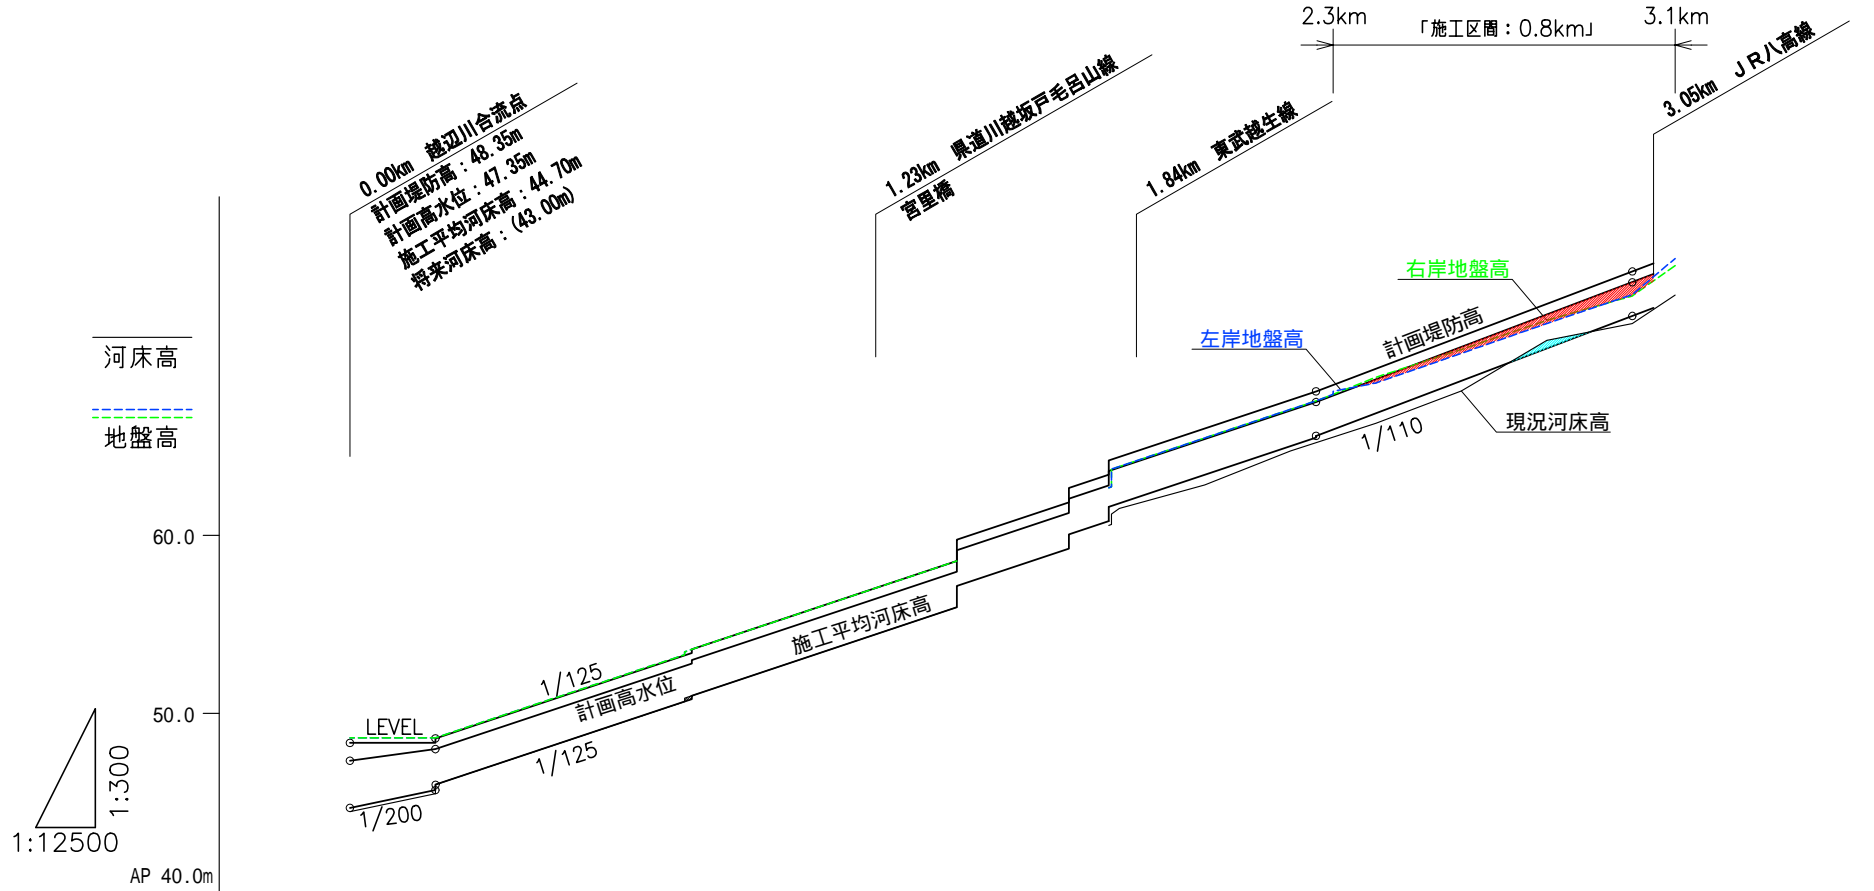 2.3km
3.1km
「施工区間：0.8km」
0.00km 越辺川合流点
計画堤防高：48.35m
計画高水位：47.35m
施工平均河床高：44.70m
将来河床高：(43.00m)
1.23km 県道川越坂戸毛呂山線
宮里橋
1.84km 東武越生線
3.05km ＪＲ八高線
右岸地盤高
左岸地盤高
計画堤防高
河床高
地盤高
現況河床高
1/110
60.0
施工平均河床高
1/125
計画高水位
50.0
LEVEL
1/125
1/200
1:300
1:12500
AP 40.0m